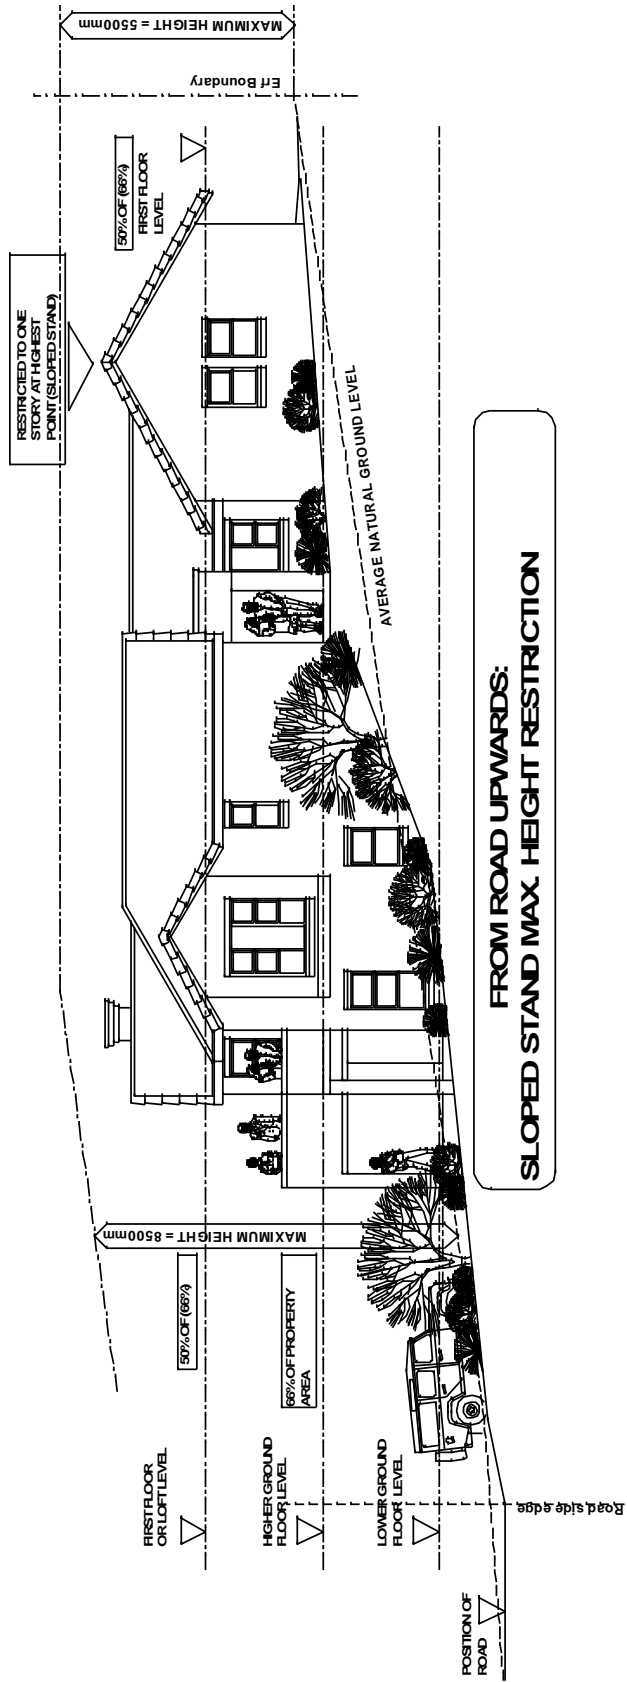 MAXIMUM HEIGHT = 5500mm
Erf Boundary
RESTRICTED TO ONE
STORY AT HIGHEST
POINT (SLOPED STAND)
50% OF (66%)
FIRST FLOOR
LEVEL
AVERAGE NATURAL GROUND LEVEL
FROM ROAD UPWARDS:
SLOPED STAND MAX. HEIGHT RESTRICTION
MAXIMUM HEIGHT = 8500mm
50% OF (66%)
66% OF PROPERTY
AREA
FIRST FLOOR
OR LOFT LEVEL
HIGHER GROUND
FLOOR LEVEL
LOWER GROUND
FLOOR LEVEL
Road side edge
POSITION OF
ROAD